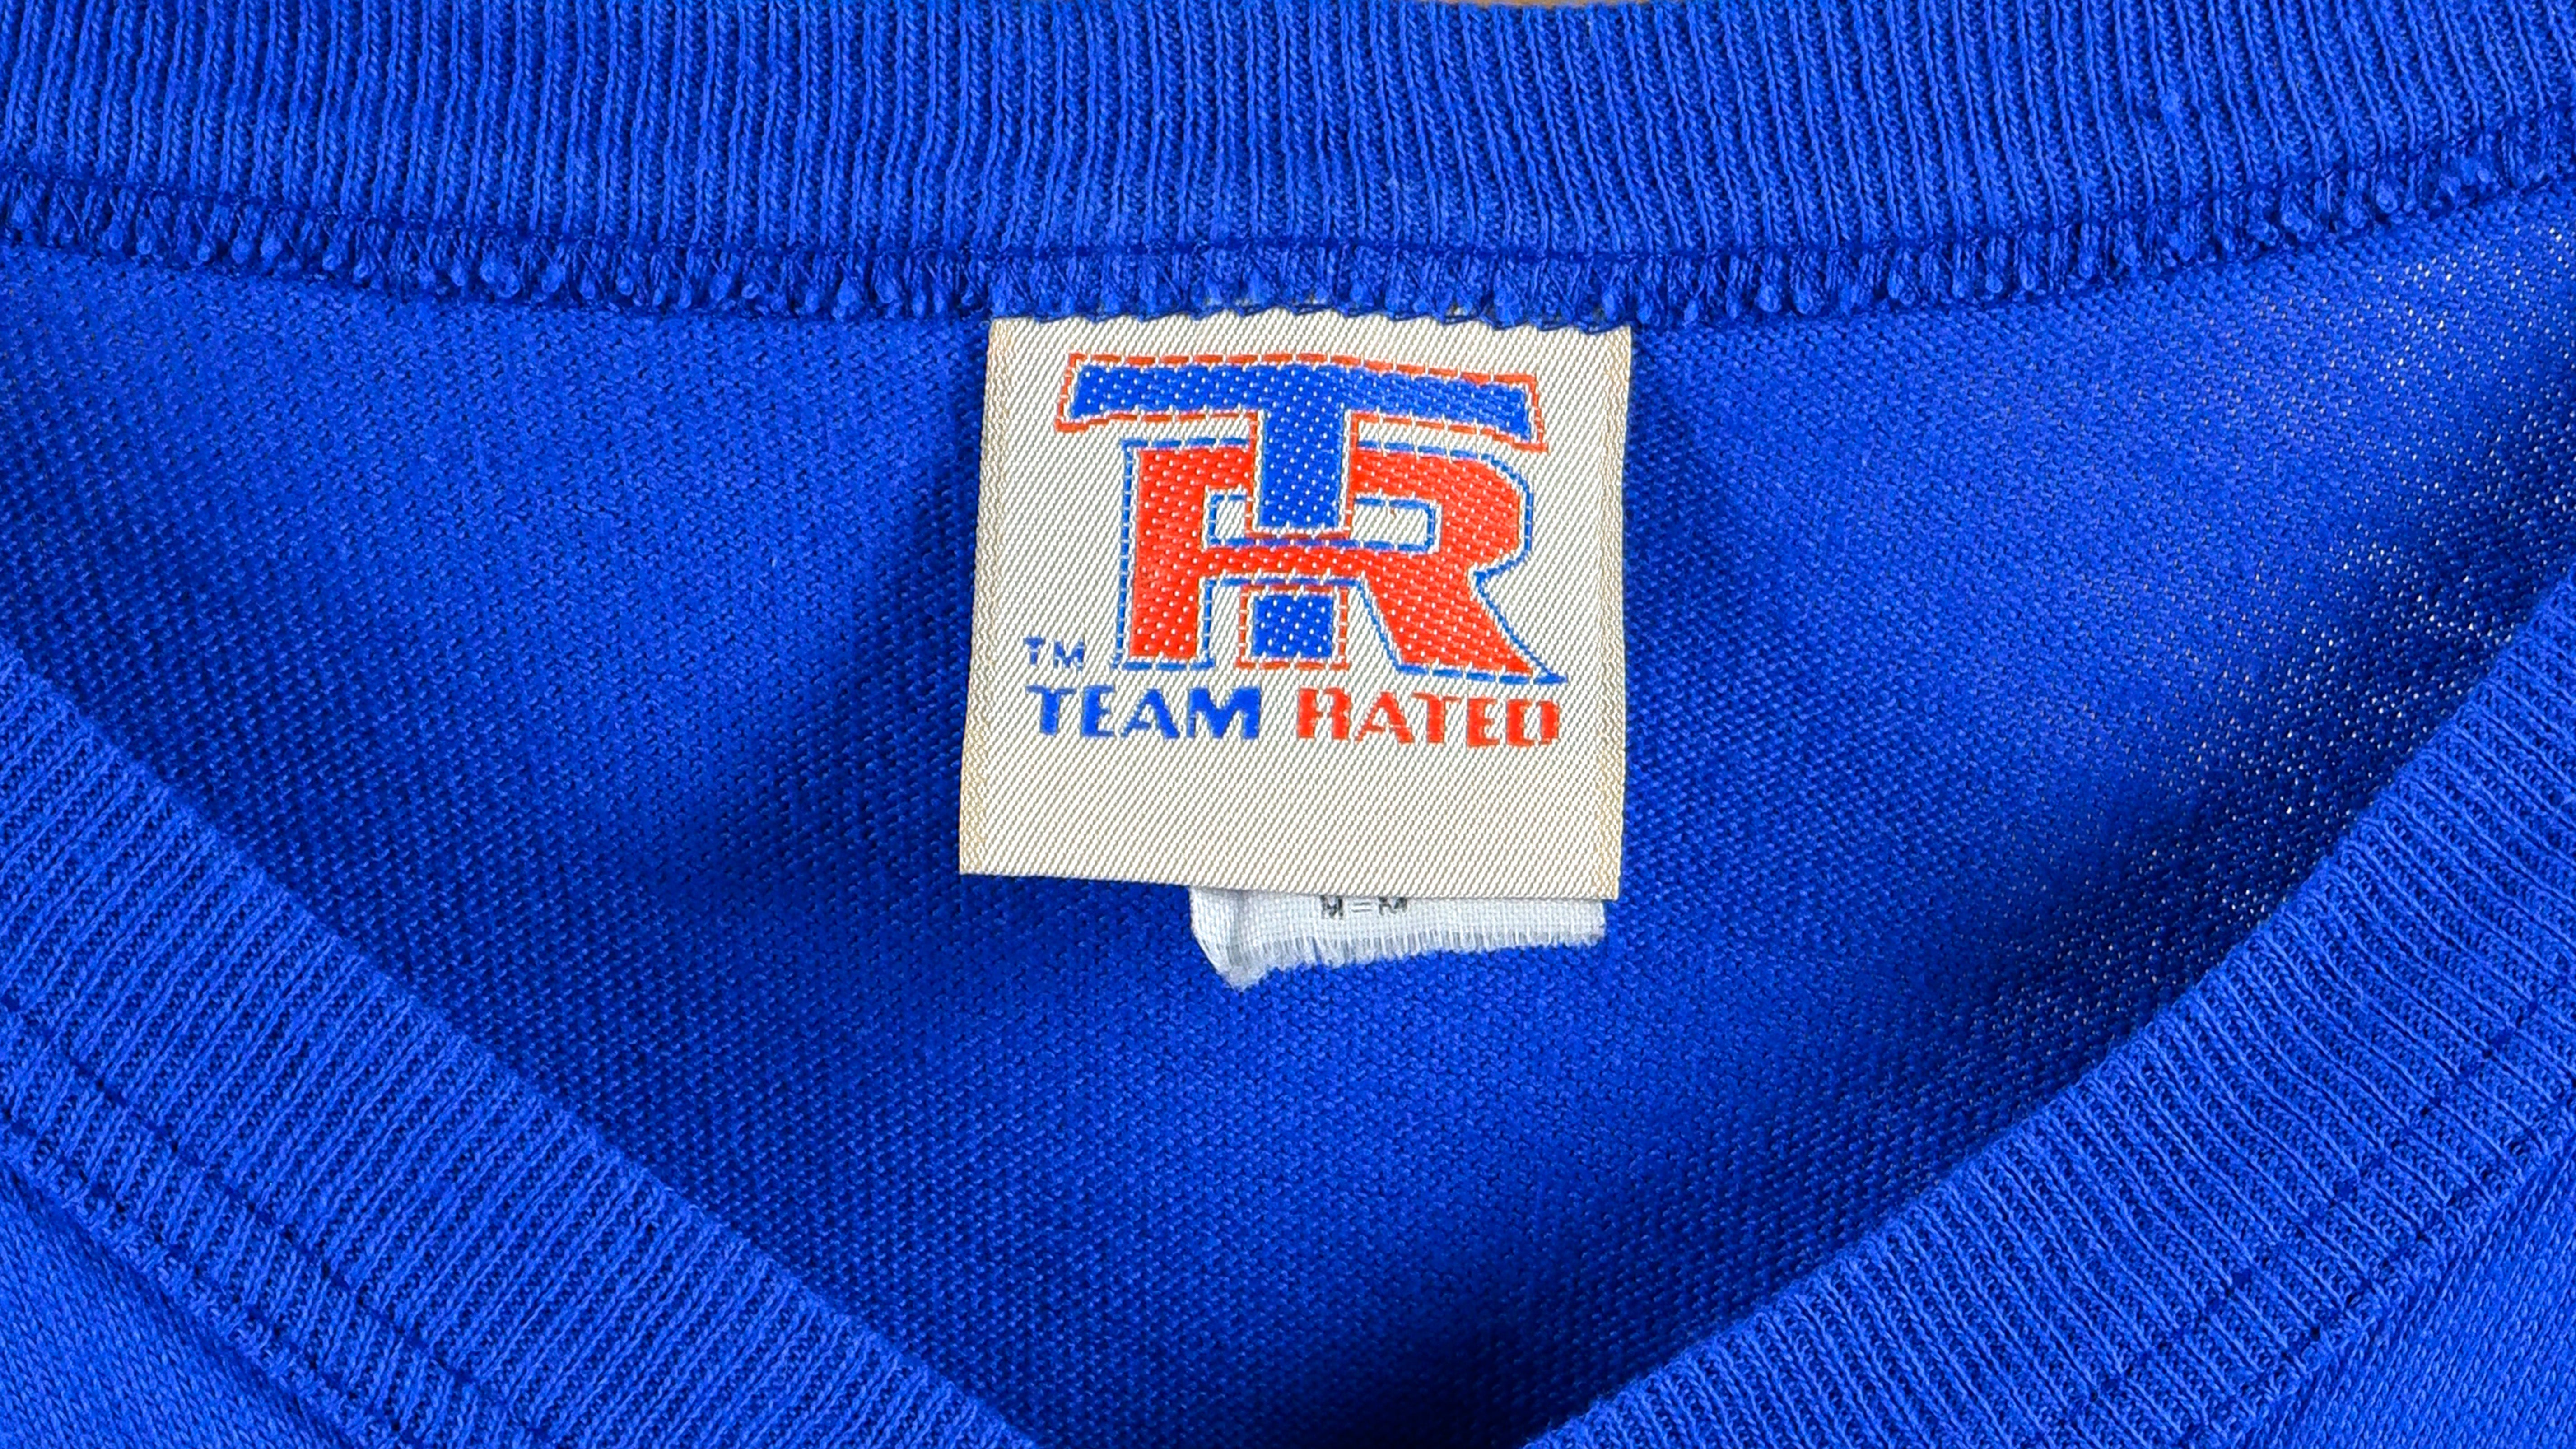 TR
TM
TEAM RATED
M = M